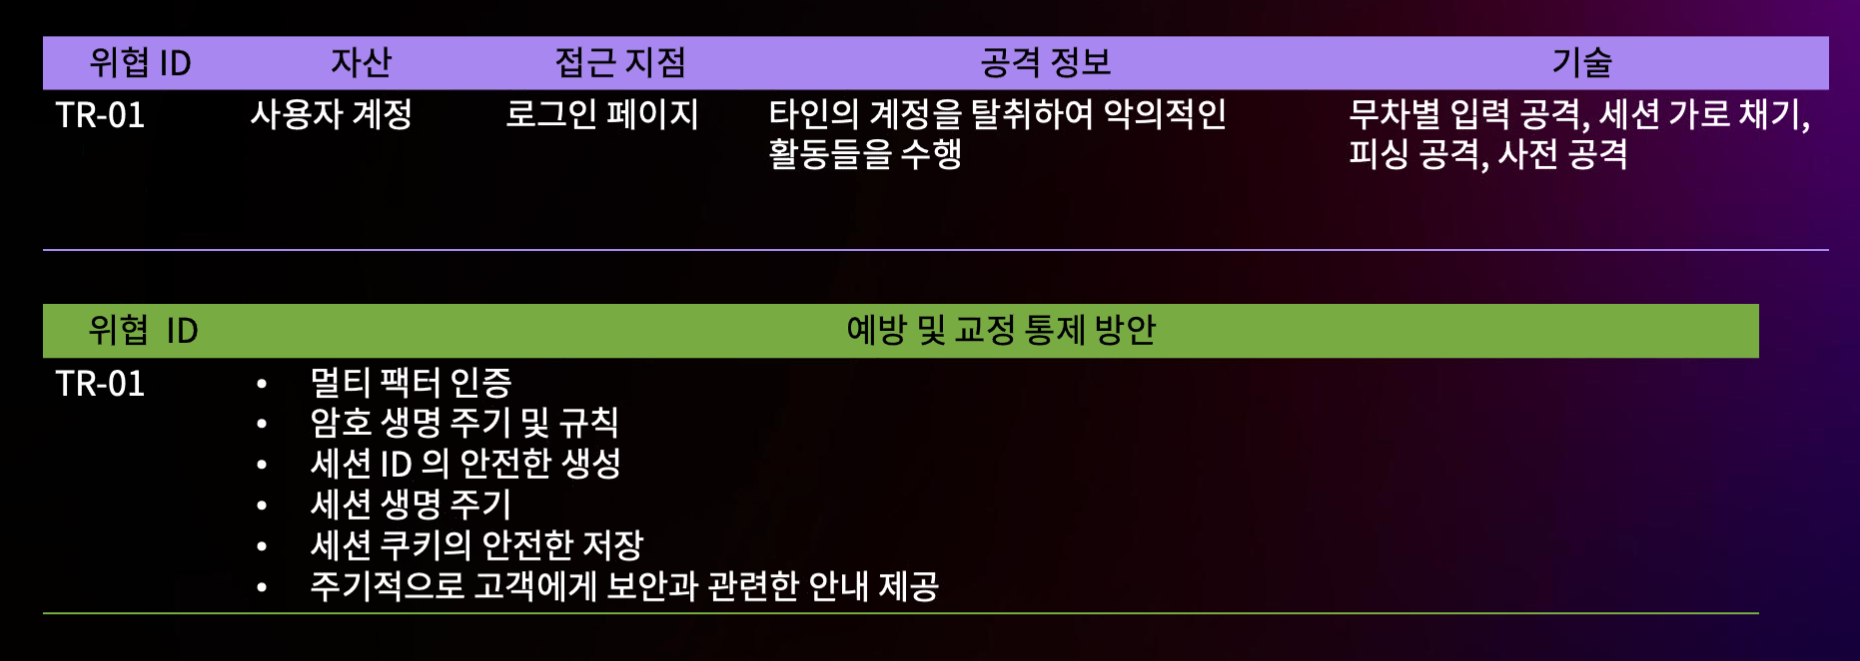 위협 ID 자산 접근 지점 공격 정보 기술
TR-01 사용자 계정 로그인 페이지 타인의 계정을 탈취하여 악의적인 무차별 입력 공격, 세션 가로 채기,
활동들을 수행 피싱 공격, 사전 공격
위협 ID 예방 및 교정 통제 방안
TR-01 • 멀티 팩터 인증
• 암호 생명 주기 및 규칙
• 세션 ID 의 안전한 생성
• 세션 생명 주기
• 세션 쿠키의 안전한 저장
• 주기적으로 고객에게 보안과 관련한 안내 제공